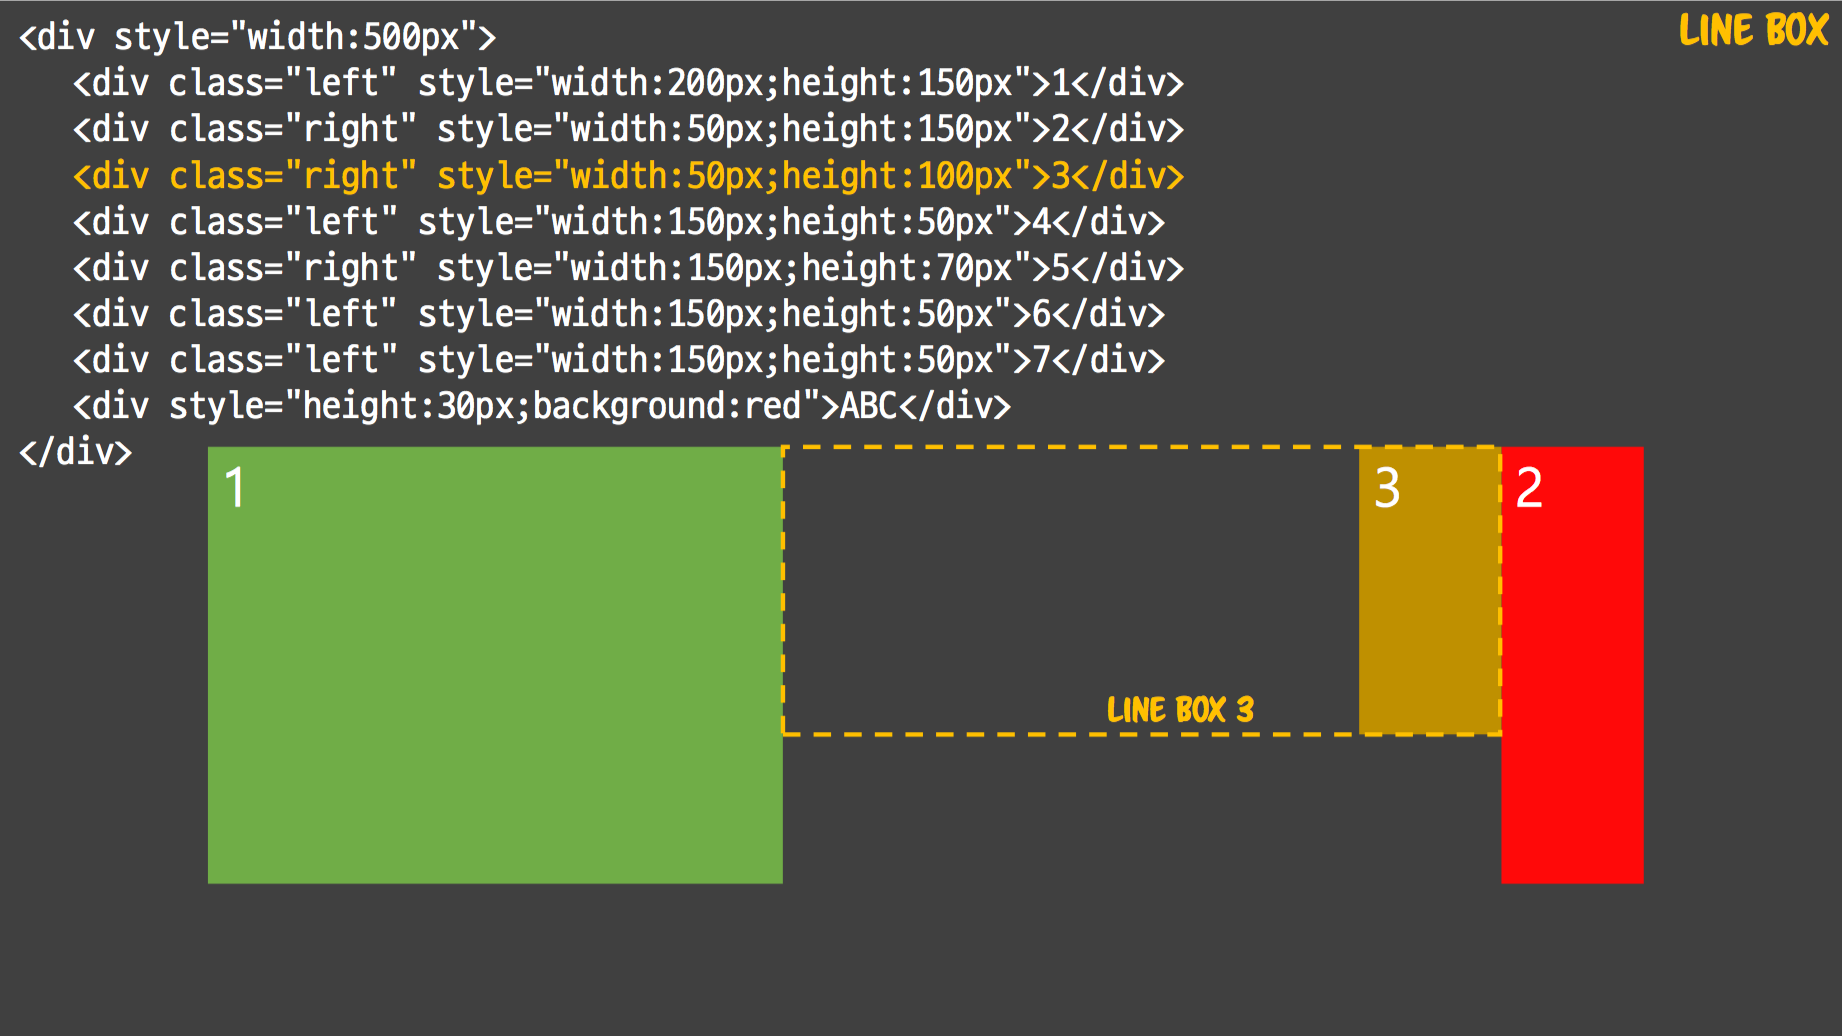 LINE BOX
<div style="width:500px">
<div class="left" style="width:200px;height:150px">1</div>
<div class="right" style="width:50px;height:150px">2</div>
<div class="right" style="width:50px;height:100px">3</div>
<div class="left" style="width:150px;height:50px">4</div>
<div class="right" style="width:150px;height:70px">5</div>
<div class="left" style="width:150px;height:50px">6</div>
<div class="left" style="width:150px;height:50px">7</div>
<div style="height:30px;background:red">ABC</div>
</div>
1
3
2
LINE BOX 3